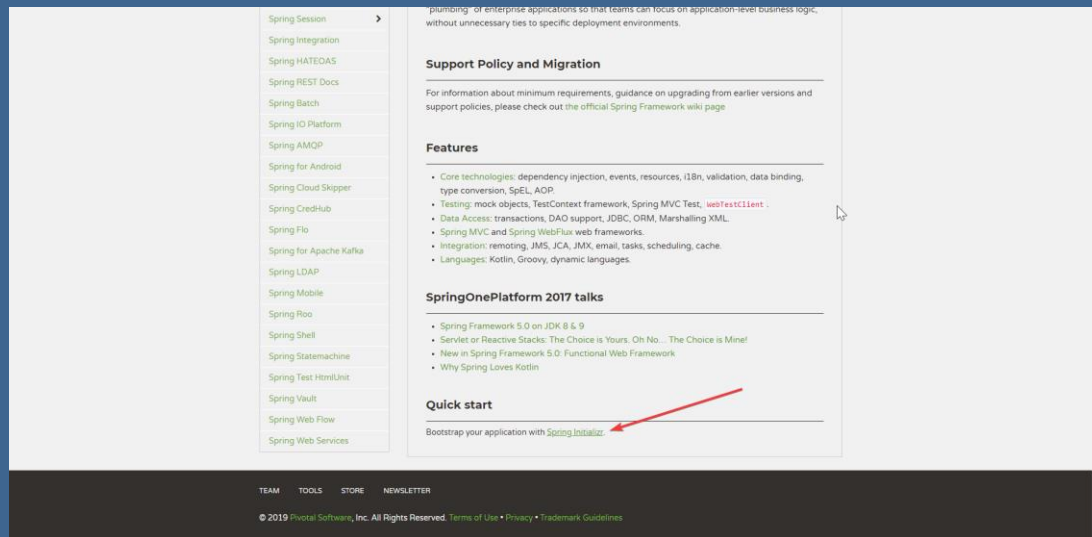 Spring Session
Spring Integration
Spring HATEOAS
Spring REST Docs
Spring Batch
Spring IO Platform
Spring AMQP
Spring for Android
Spring Cloud Skipper
Spring CredHub
Spring Flo
Spring for Apache Kafka
Spring LDAP
Spring Mobile
Spring Roo
Spring Shell
Spring Statemachine
Spring Test HtmlUnit
Spring Vault
Spring Web Flow
Spring Web Services
"plumbing" of enterprise applications so that teams can focus on application-level business logic,
without unnecessary ties to specific deployment environments.
Support Policy and Migration
For information about minimum requirements, guidance on upgrading from earlier versions and
support policies, please check out the official Spring Framework wiki page
Features
• Core technologies: dependency injection, events, resources, i18n, validation, data binding,
type conversion, SpEL, AOP.
• Testing: mock objects, TestContext framework, Spring MVC Test, WebTestClient.
• Data Access: transactions, DAO support, JDBC, ORM, Marshalling XML.
• Spring MVC and Spring WebFlux web frameworks.
• Integration: remoting, JMS, JCA, JMX, email, tasks, scheduling, cache.
• Languages: Kotlin, Groovy, dynamic languages.
SpringOnePlatform 2017 talks
• Spring Framework 5.0 on JDK 8 & 9
• Servlet or Reactive Stacks: The Choice is Yours. Oh No... The Choice is Mine!
• New in Spring Framework 5.0: Functional Web Framework
• Why Spring Loves Kotlin
Quick start
Bootstrap your application with Spring Initializr.
TEAM TOOLS STORE NEWSLETTER
© 2019 Pivotal Software, Inc. All Rights Reserved. Terms of Use • Privacy • Trademark Guidelines